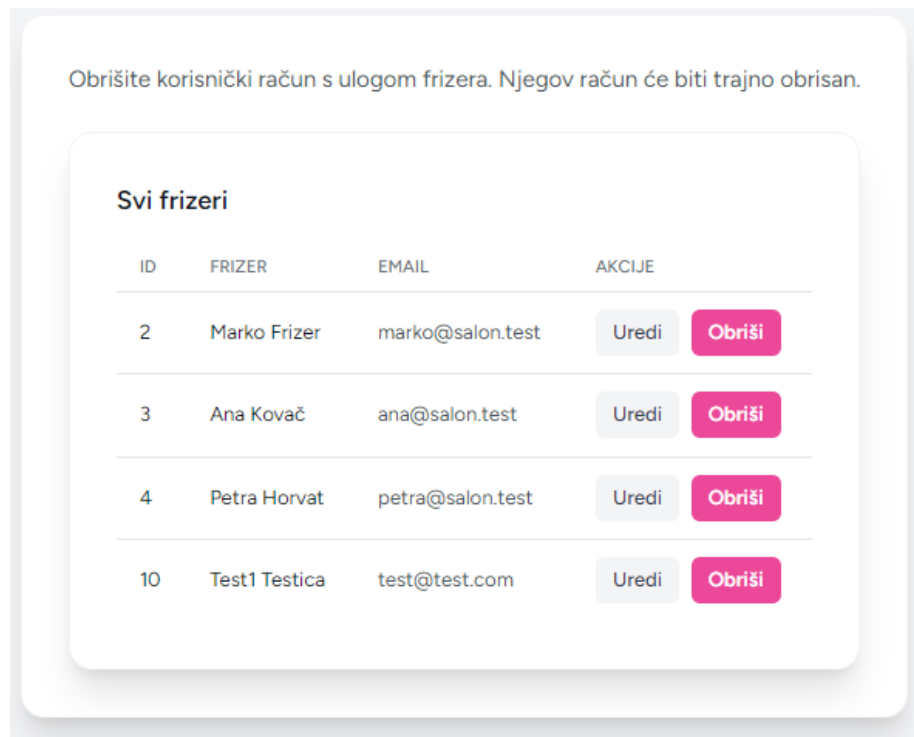 Obrišite korisnički račun s ulogom frizera. Njegov račun će biti trajno obrisan.
Svi frizeri
ID FRIZER EMAIL AKCIJE
2 Marko Frizer marko@salon.test Uredi Obriši
3 Ana Kovač ana@salon.test Uredi Obriši
4 Petra Horvat petra@salon.test Uredi Obriši
10 Test1 Testica test@test.com Uredi Obriši